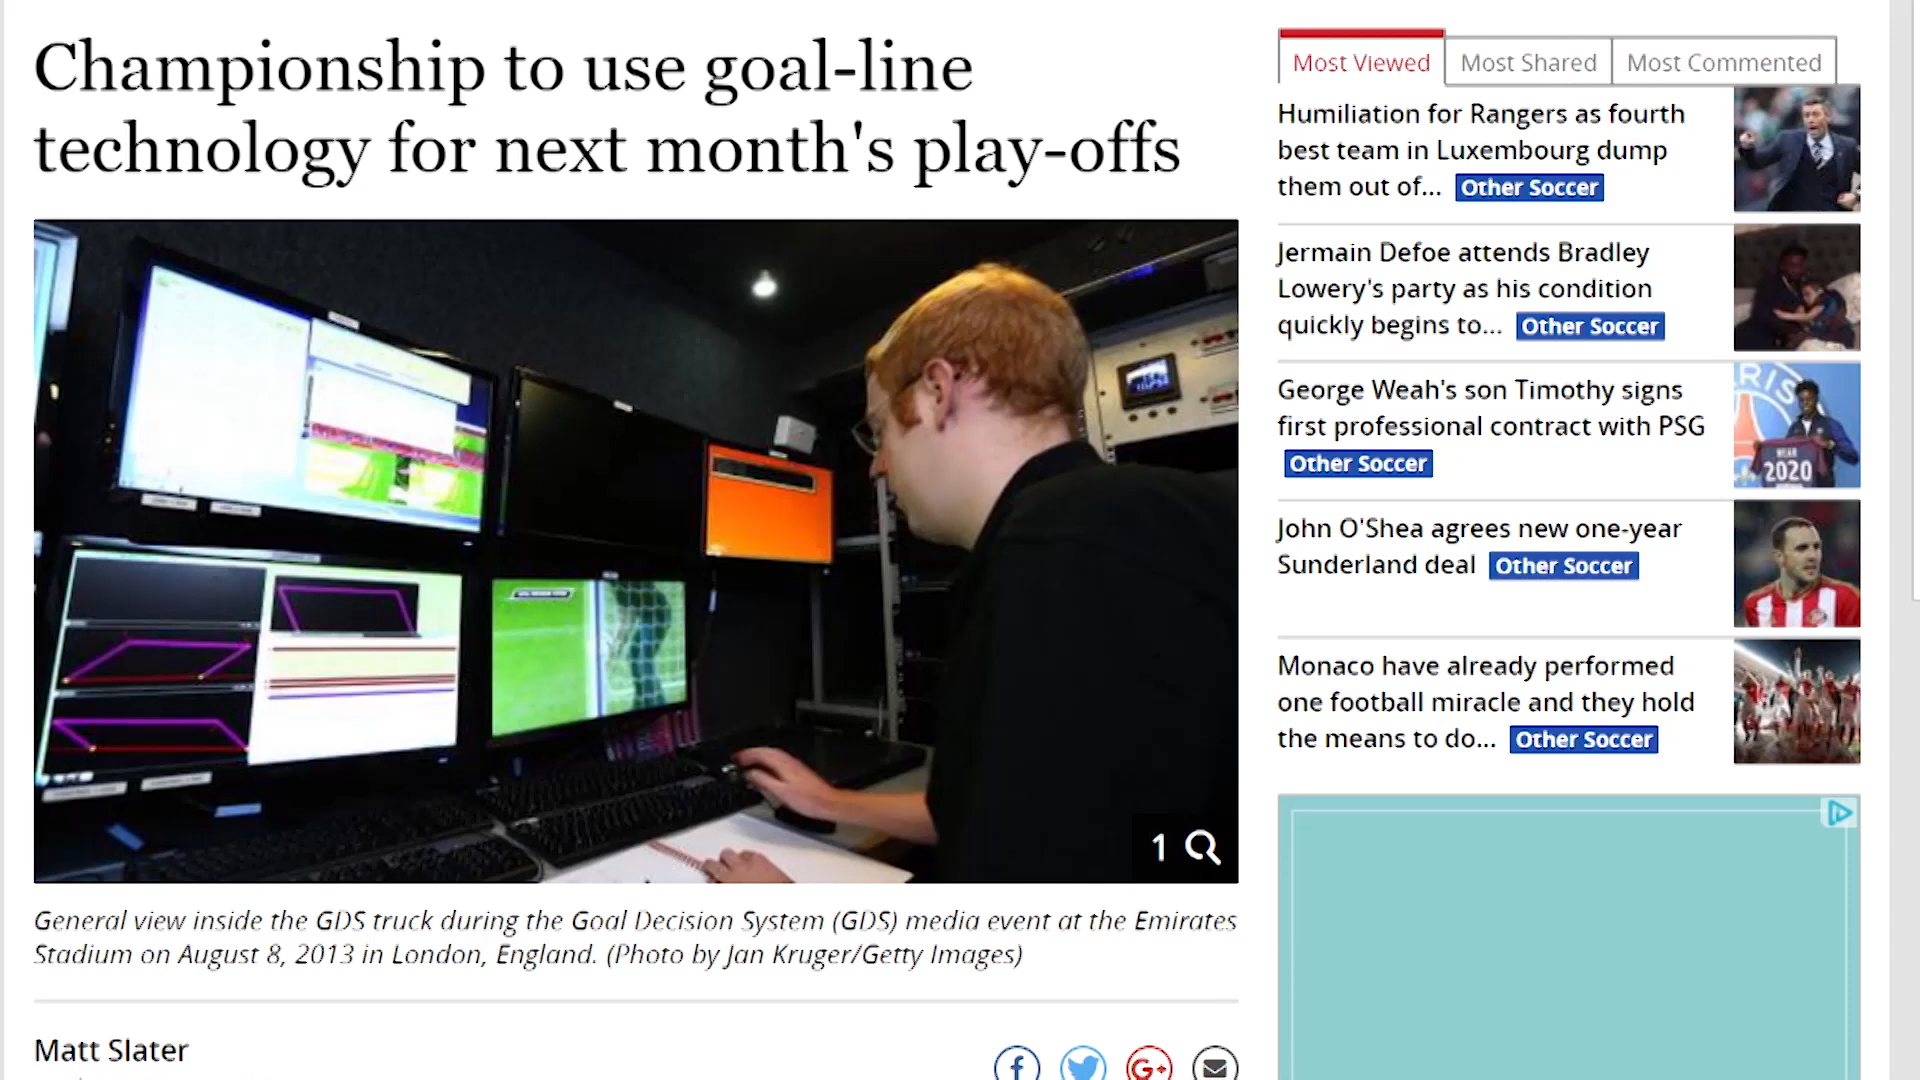 Championship to use goal-line
technology for next month's play-offs
1
General view inside the GDS truck during the Goal Decision System (GDS) media event at the Emirates
Stadium on August 8, 2013 in London, England. (Photo by Jan Kruger/Getty Images)
Matt Slater
f
G+
Most Viewed
Most Shared
Most Commented
Humiliation for Rangers as fourth
best team in Luxembourg dump
them out of... Other Soccer
Jermain Defoe attends Bradley
Lowery's party as his condition
quickly begins to... Other Soccer
George Weah's son Timothy signs
first professional contract with PSG
Other Soccer
WEAH
2020
John O'Shea agrees new one-year
Sunderland deal Other Soccer
Monaco have already performed
one football miracle and they hold
the means to do... Other Soccer